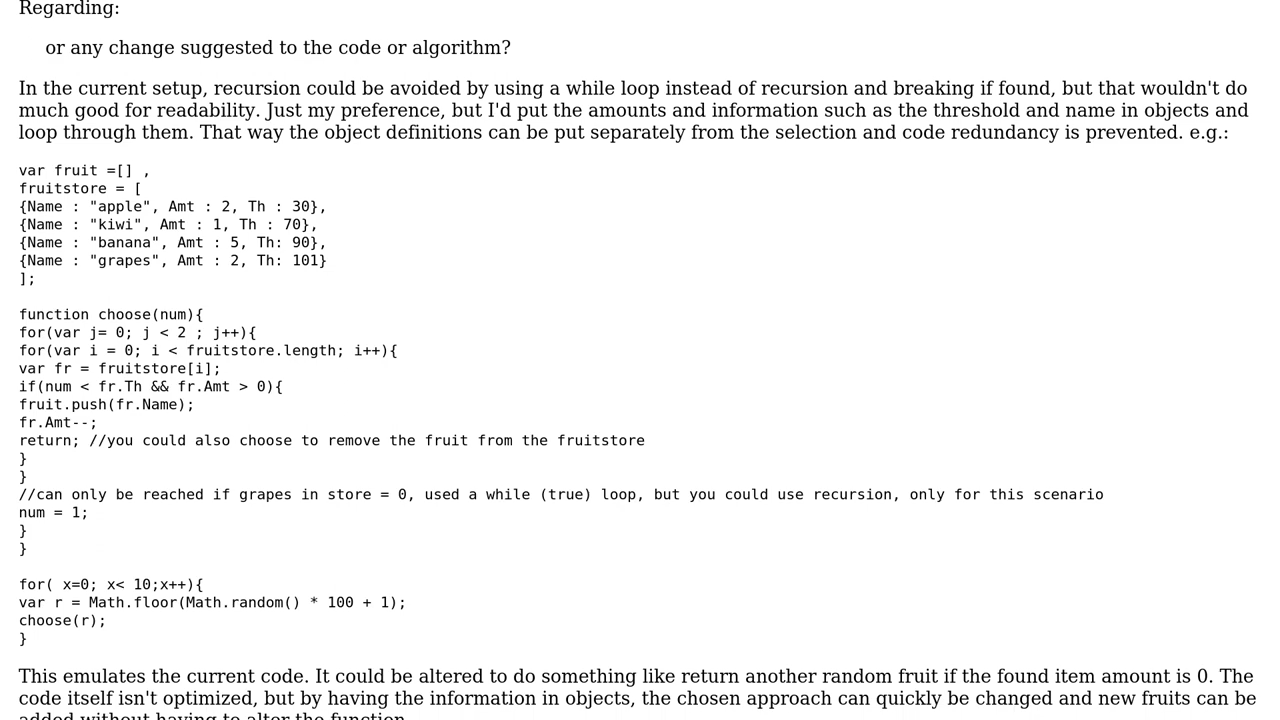 Regarding:
or any change suggested to the code or algorithm?
In the current setup, recursion could be avoided by using a while loop instead of recursion and breaking if found, but that wouldn't do
much good for readability. Just my preference, but I'd put the amounts and information such as the threshold and name in objects and
loop through them. That way the object definitions can be put separately from the selection and code redundancy is prevented. e.g.:
var fruit =[] ,
fruitstore = [
{Name : "apple", Amt : 2, Th : 30},
{Name : "kiwi", Amt : 1, Th : 70},
{Name : "banana", Amt : 5, Th: 90},
{Name : "grapes", Amt : 2, Th: 101}
];
function choose(num){
for(var j= 0; j < 2 ; j++){
for(var i = 0; i < fruitstore.length; i++){
var fr = fruitstore[i];
if(num < fr.Th && fr.Amt > 0){
fruit.push(fr.Name);
fr.Amt--;
return; //you could also choose to remove the fruit from the fruitstore
}
}
//can only be reached if grapes in store = 0, used a while (true) loop, but you could use recursion, only for this scenario
num = 1;
}
}
for( x=0; x< 10;x++){
var r = Math.floor(Math.random() * 100 + 1);
choose(r);
}
This emulates the current code. It could be altered to do something like return another random fruit if the found item amount is 0. The
code itself isn't optimized, but by having the information in objects, the chosen approach can quickly be changed and new fruits can be
added without having to alter the function